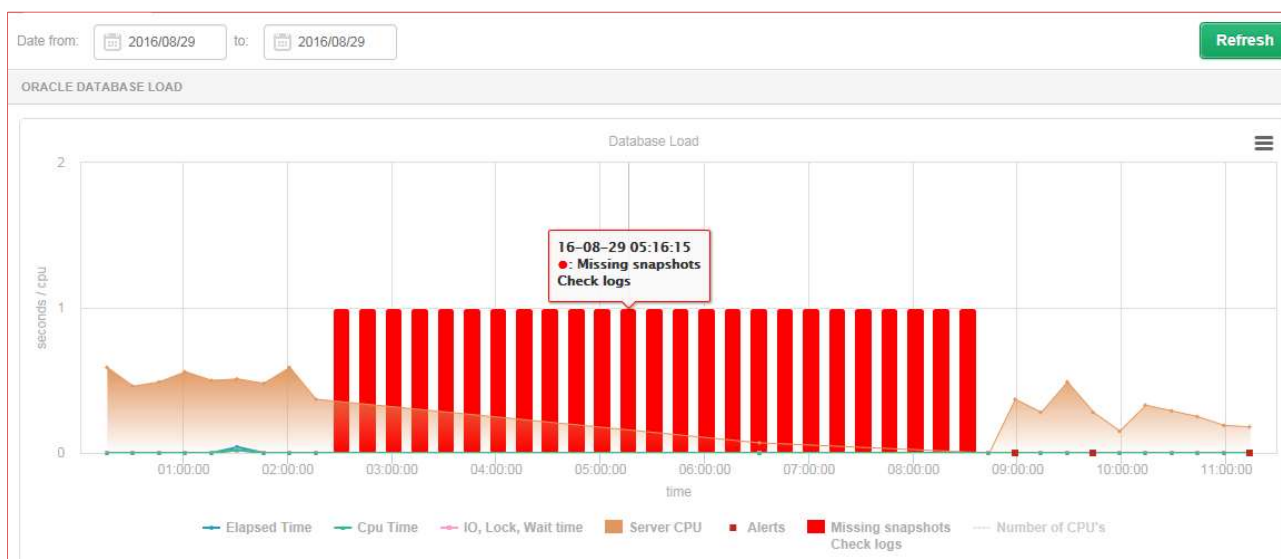 Date from:
2016/08/29
to:
2016/08/29
Refresh
ORACLE DATABASE LOAD
Database Load
2
1
0
seconds / cpu
16-08-29 05:16:15
●: Missing snapshots
Check logs
01:00:00
02:00:00
03:00:00
04:00:00
05:00:00
06:00:00
07:00:00
08:00:00
09:00:00
10:00:00
11:00:00
time
Elapsed Time
Cpu Time
IO, Lock, Wait time
Server CPU
Alerts
Missing snapshots
Check logs
Number of CPU's